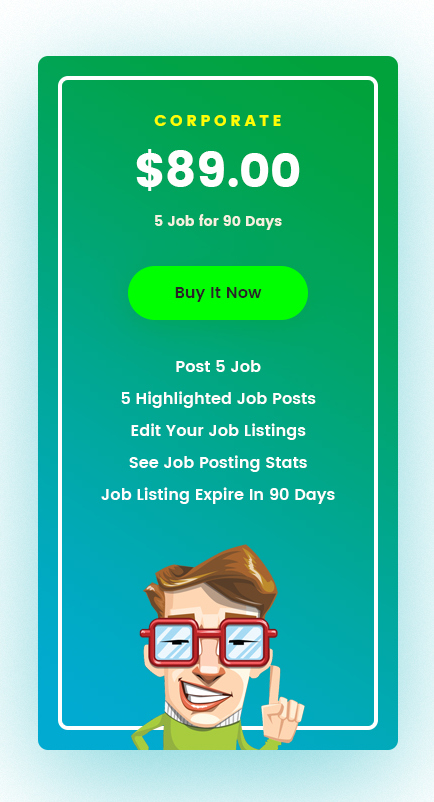 CORPORATE
$89.00
5 Job for 90 Days
Buy It Now
Post 5 Job
5 Highlighted Job Posts
Edit Your Job Listings
See Job Posting Stats
Job Listing Expire In 90 Days